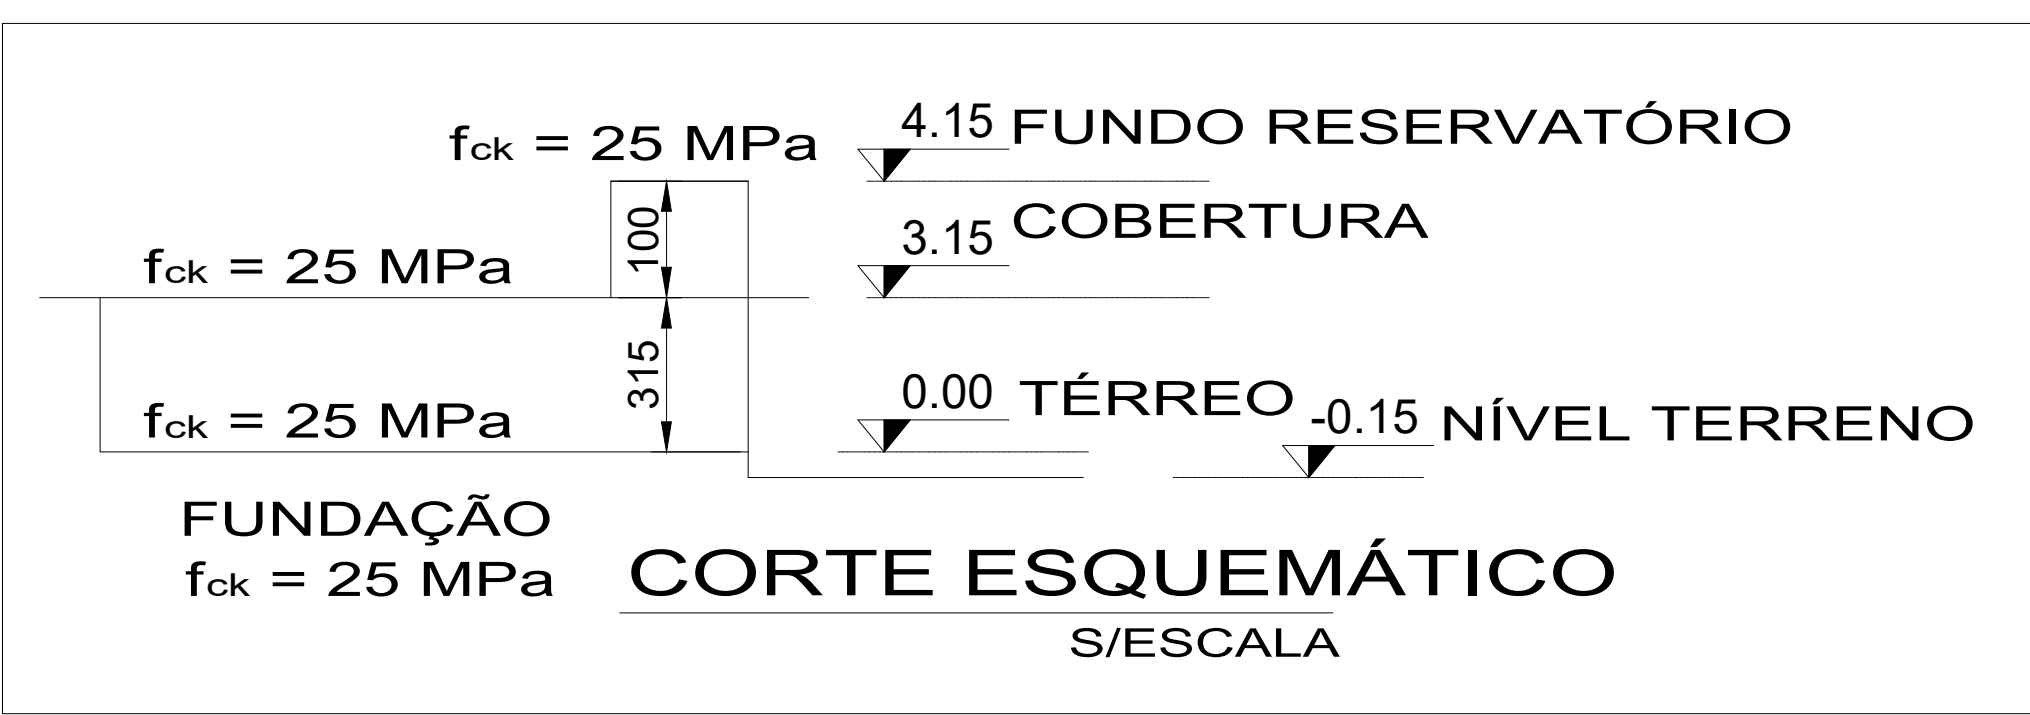 4.15 FUNDO RESERVATÓRIO
fck = 25 MPa
100
3.15 COBERTURA
fck = 25 MPa
315
0.00 TÉRREO
-0.15 NÍVEL TERRENO
fck = 25 MPa
FUNDAÇÃO
fck = 25 MPa
CORTE ESQUEMÁTICO
S/ESCALA